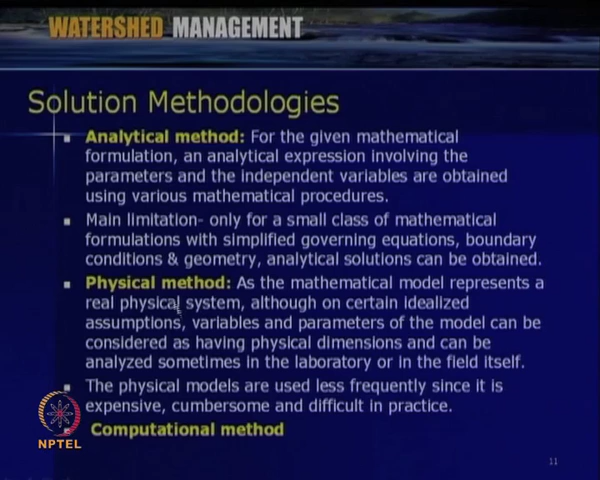 WATERSHED MANAGEMENT
Solution Methodologies
Analytical method: For the given mathematical
formulation, an analytical expression involving the
parameters and the independent variables are obtained
using various mathematical procedures.
Main limitation- only for a small class of mathematical
formulations with simplified governing equations, boundary
conditions & geometry, analytical solutions can be obtained.
Physical method: As the mathematical model represents a
real physical system, although on certain idealized
assumptions, variables and parameters of the model can be
considered as having physical dimensions and can be
analyzed sometimes in the laboratory or in the field itself.
The physical models are used less frequently since it is
expensive, cumbersome and difficult in practice.
Computational method
NPTEL
11